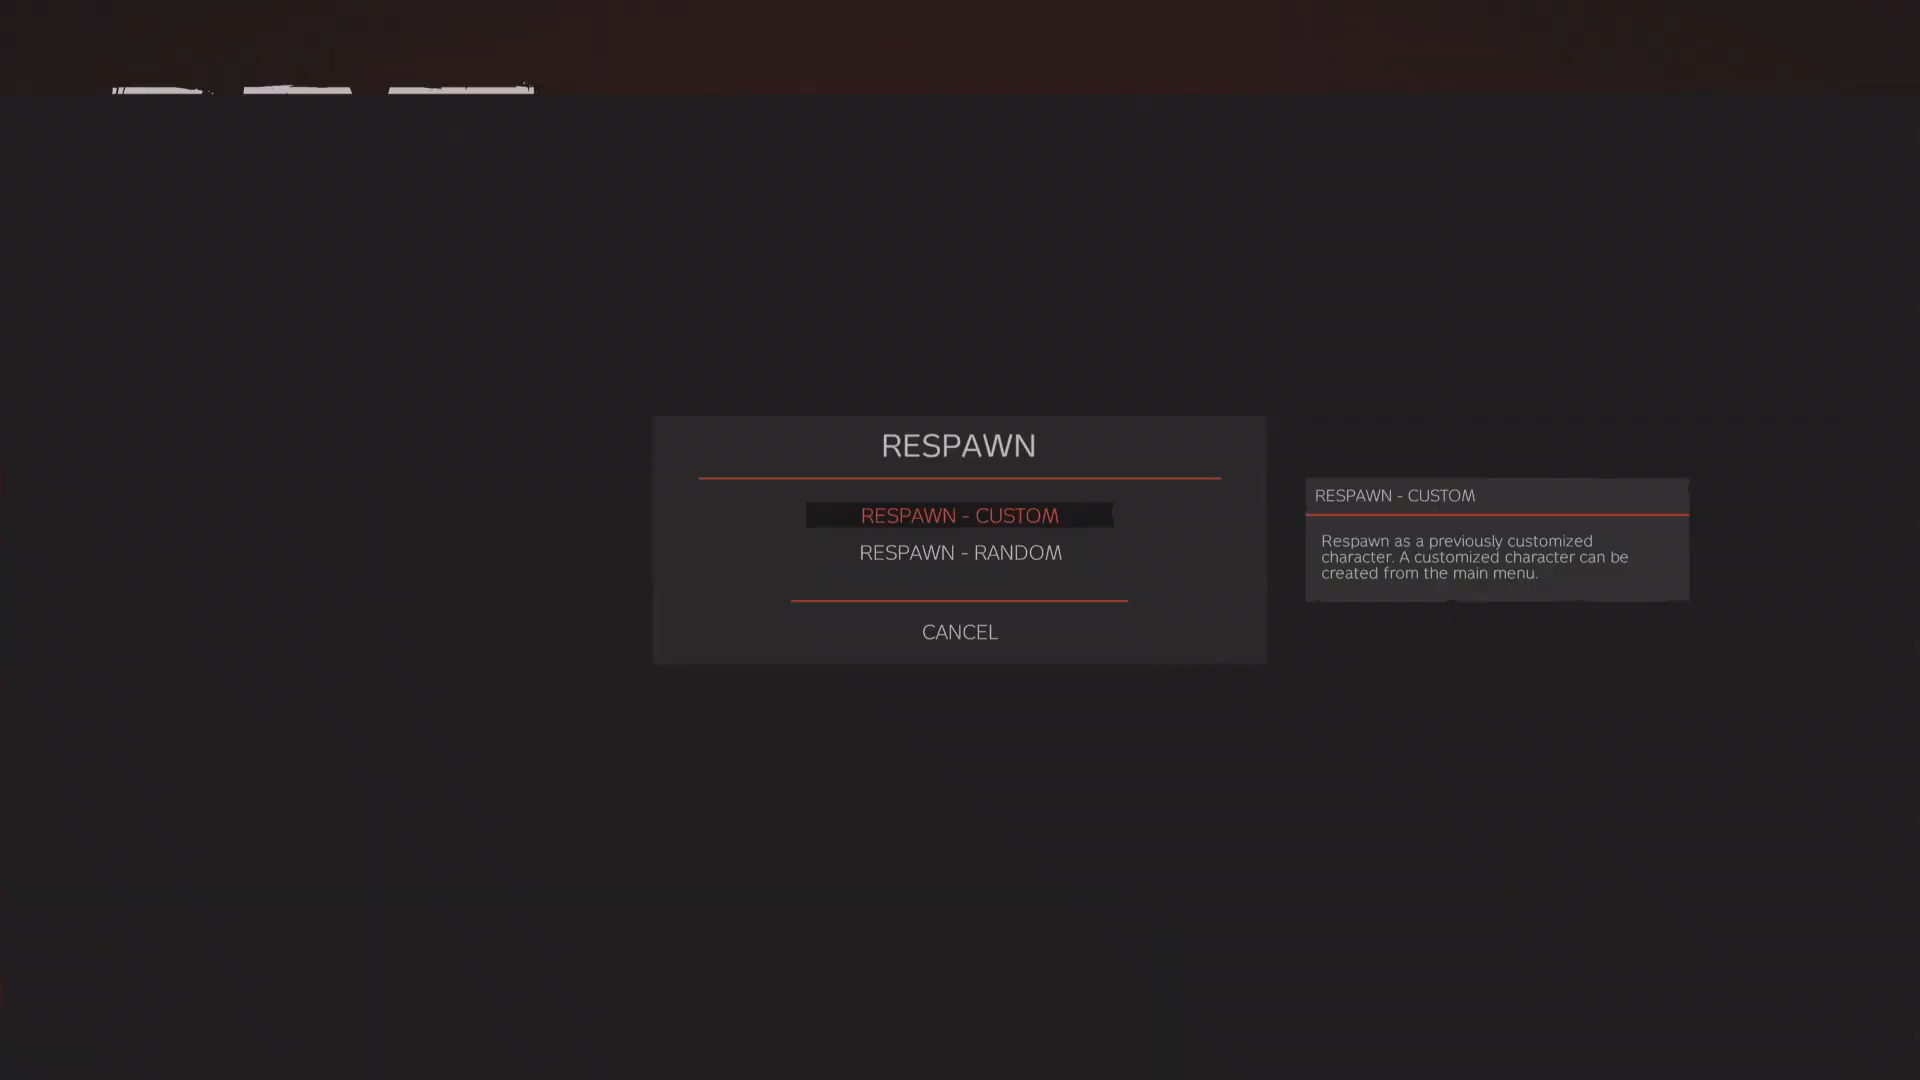 RESPAWN
RESPAWN - CUSTOM
RESPAWN - RANDOM
CANCEL
RESPAWN - CUSTOM
Respawn as a previously customized
character. A customized character can be
created from the main menu.